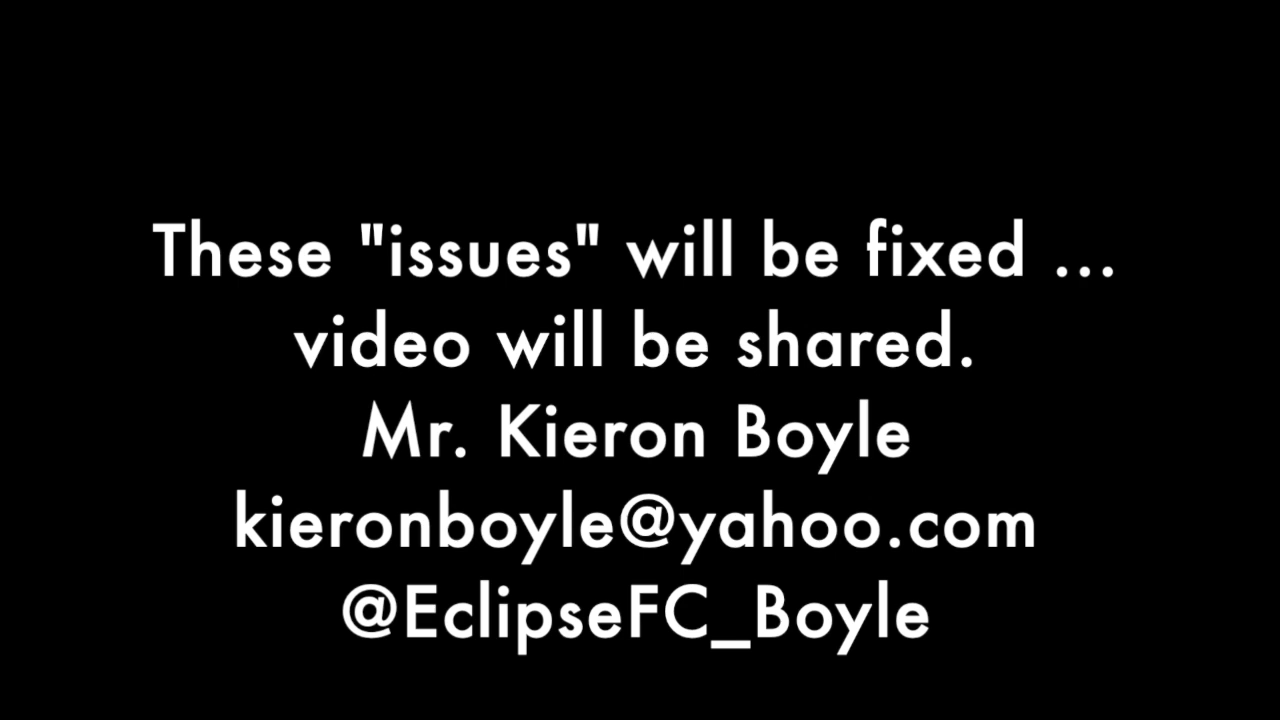 These "issues" will be fixed ...
video will be shared.
Mr. Kieron Boyle
kieronboyle@yahoo.com
@EclipseFC_Boyle